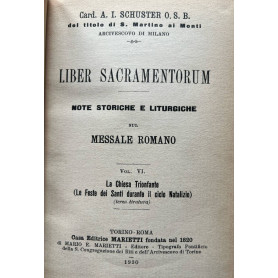 Card. A. I. SCHUSTER O. S. B.
del titolo di S. Martino ai Monti
ARCIVESCOVO DI MILANO
LIBER SACRAMENTORUM
NOTE STORICHE E LITURGICHE
SUL
MESSALE ROMANO
VOL. VI.
La Chiesa Trionfante
(Le Feste dei Santi durante il ciclo Natalizio)
(terza tiratura)
TORINO-ROMA
Casa Editrice MARIETTI fondata nel 1820
di MARIO E. MARIETTI - Editore - Tipografo Pontificio
della S. Congregazione dei Riti e dell'Arcivescovo di Torino
1930